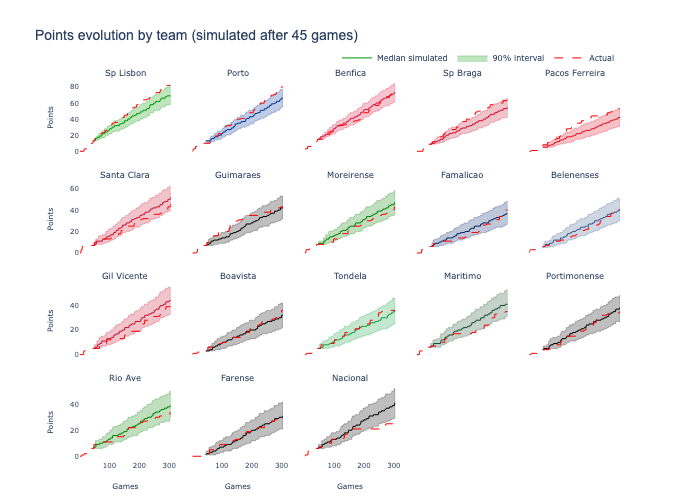 Points evolution by team (simulated after 45 games)
Median simulated 90% interval Actual
Sp Lisbon Porto Benfica Sp Braga Pacos Ferreira
80
60
40
20
0
Points
Santa Clara Guimaraes Moreirense Famalicao Belenenses
60
40
20
0
Points
Gil Vicente Boavista Tondela Maritimo Portimonense
40
20
0
Points
Rio Ave Farense Nacional
40
20
0
Points
100 200 300 100 200 300 100 200 300
Games Games Games